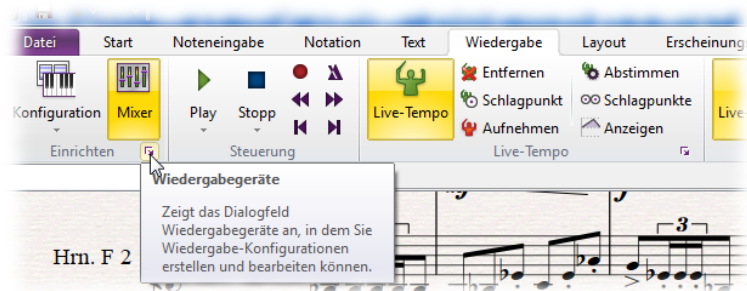 Datei Start Noteneingabe Notation Text Wiedergabe Layout Erscheinung
Entfernen Abstimmen
Schlagpunkt Schlagpunkte
Konfiguration Mixer Play Stopp Live-Tempo Live
Aufnehmen Anzeigen
Einrichten Steuerung Live-Tempo
Wiedergabegeräte
Zeigt das Dialogfeld
Wiedergabegeräte an, in dem Sie
Wiedergabe-Konfigurationen
erstellen und bearbeiten können.
3
Hrn. F 2